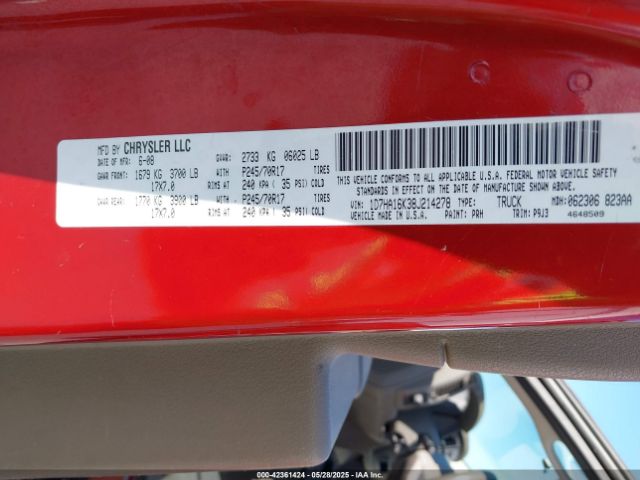 MFD BY CHRYSLER LLC
DATE OF MFR: 6-08 GVWR: 2733 KG 06025 LB
GAWR FRONT: 1679 KG 3700 LB WITH P245/70R17 TIRES
17X7.0 RIMS AT 240 KPA ( 35 PSI) COLD
GAWR REAR: 1770 KG 3900 LB WITH P245/70R17 TIRES
17X7.0 RIMS AT 240 KPA ( 35 PSI) COLD
THIS VEHICLE CONFORMS TO ALL APPLICABLE U.S.A. FEDERAL MOTOR VEHICLE SAFETY
STANDARDS IN EFFECT ON THE DATE OF MANUFACTURE SHOWN ABOVE.
VIN: 1D7HA16K38J214278 TYPE: TRUCK MDH: 062306 823AA
VEHICLE MADE IN U.S.A. PAINT: PRH TRIM: P9J3 4648509
000-42361424 - 05/28/2025 - IAAI.COM